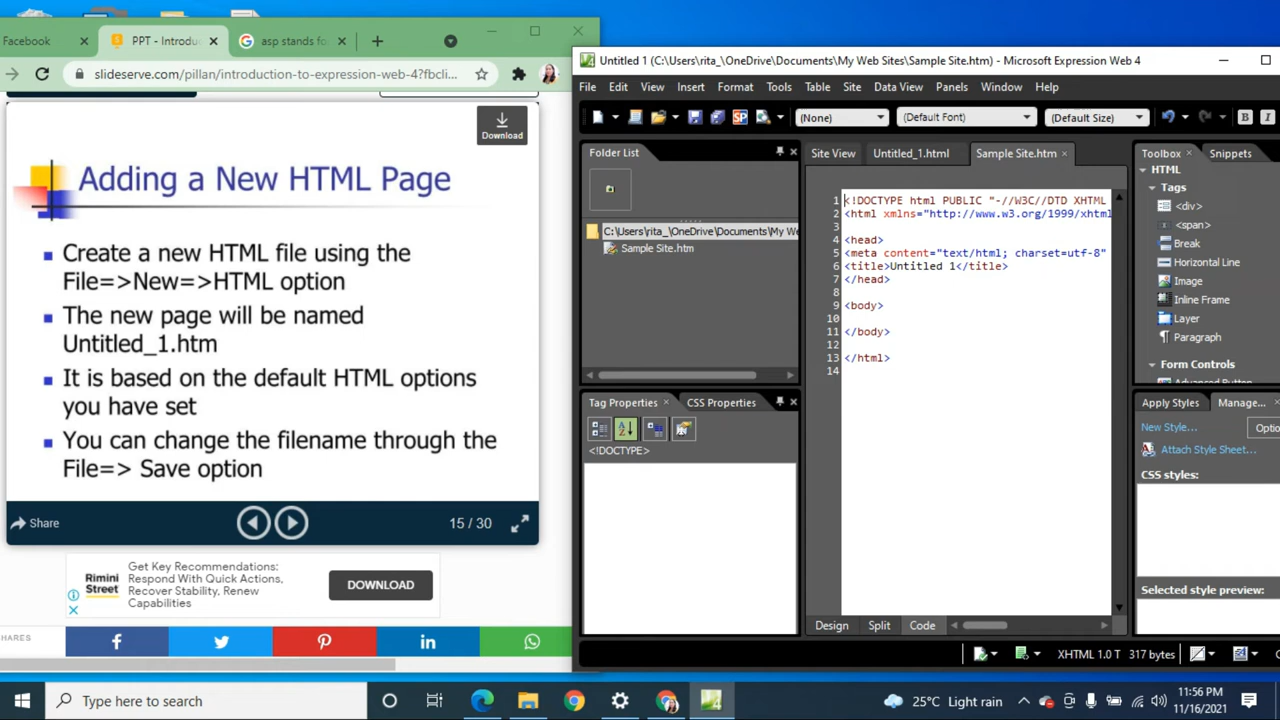 Facebook
PPT - Introdu
asp stands fo
slideserve.com/pillan/introduction-to-expression-web-4?fbcli...
Download
Adding a New HTML Page
Create a new HTML file using the
File=>New=>HTML option
The new page will be named
Untitled_1.htm
It is based on the default HTML options
you have set
You can change the filename through the
File=> Save option
Share
15 / 30
Rimini
Street
Get Key Recommendations:
Respond With Quick Actions,
Recover Stability, Renew
Capabilities
DOWNLOAD
SHARES
Untitled 1 (C:\Users\rita_\OneDrive\Documents\My Web Sites\Sample Site.htm) - Microsoft Expression Web 4
File Edit View Insert Format Tools Table Site Data View Panels Window Help
SP
(None)
(Default Font)
(Default Size)
B I
Folder List
C:\Users\rita_\OneDrive\Documents\My We
Sample Site.htm
Tag Properties
CSS Properties
<!DOCTYPE>
Site View
Untitled_1.html
Sample Site.htm
1 <!DOCTYPE html PUBLIC "-//W3C//DTD XHTML
2 <html xmlns="http://www.w3.org/1999/xhtml
3
4 <head>
5 <meta content="text/html; charset=utf-8"
6 <title>Untitled 1</title>
7 </head>
8
9 <body>
10
11 </body>
12
13 </html>
14
Design Split Code
Toolbox
Snippets
HTML
Tags
<div>
<span>
Break
Horizontal Line
Image
Inline Frame
Layer
Paragraph
Form Controls
Advanced Button
Apply Styles
Manage...
New Style...
Optio
Attach Style Sheet...
CSS styles:
Selected style preview:
XHTML 1.0 T 317 bytes
Type here to search
25°C Light rain
11:56 PM
11/16/2021